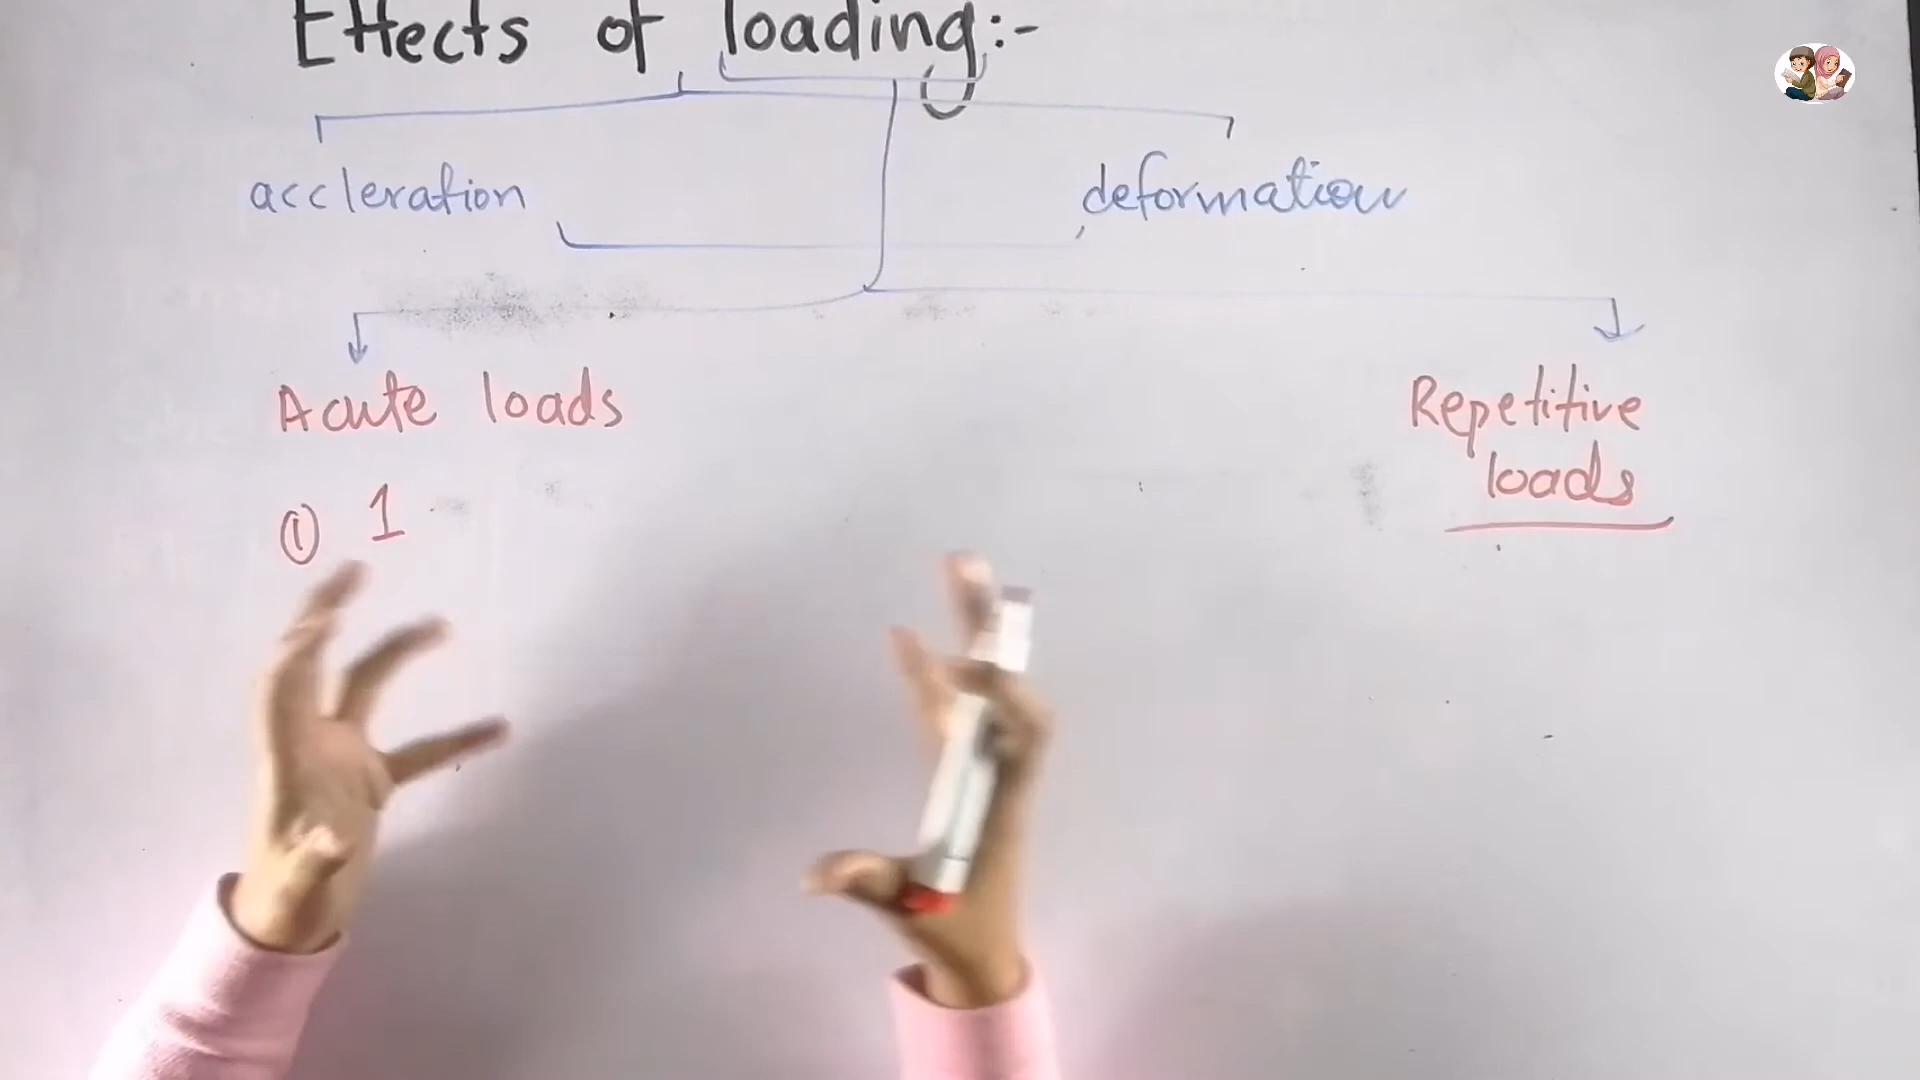 Effects of loading:-
accleration deformation
Acute loads
Repetitive
loads
① 1